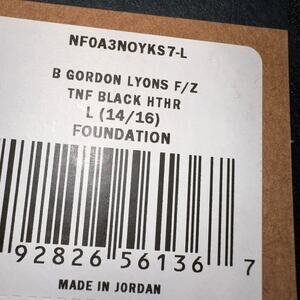 NF0A3NOYKS7-L
B GORDON LYONS F/Z
TNF BLACK HTHR
L (14/16)
FOUNDATION
92826 56136 7
MADE IN JORDAN